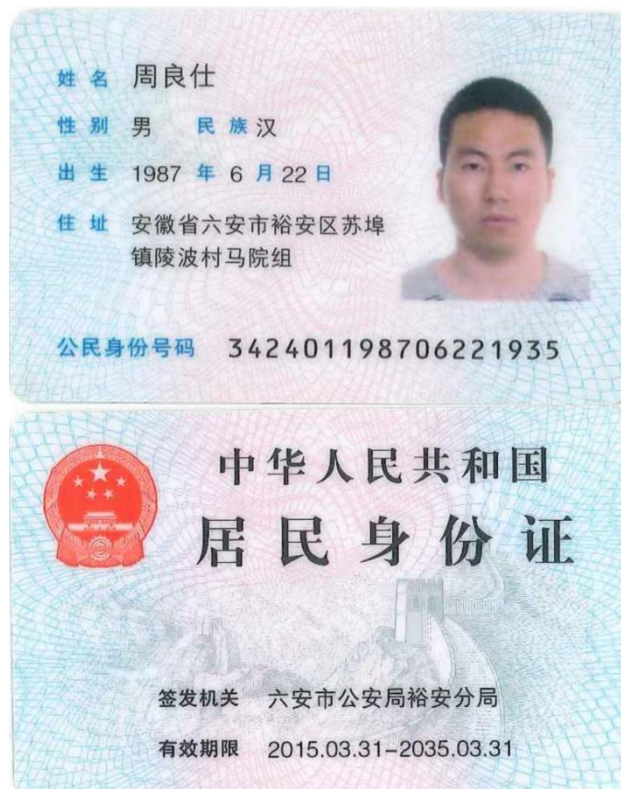 姓名 周良仕
性别 男 民族 汉
出生 1987 年 6 月 22 日
住址 安徽省六安市裕安区苏埠
镇陵波村马院组
公民身份号码 342401198706221935
中华人民共和国
居民身份证
签发机关 六安市公安局裕安分局
有效期限 2015.03.31-2035.03.31